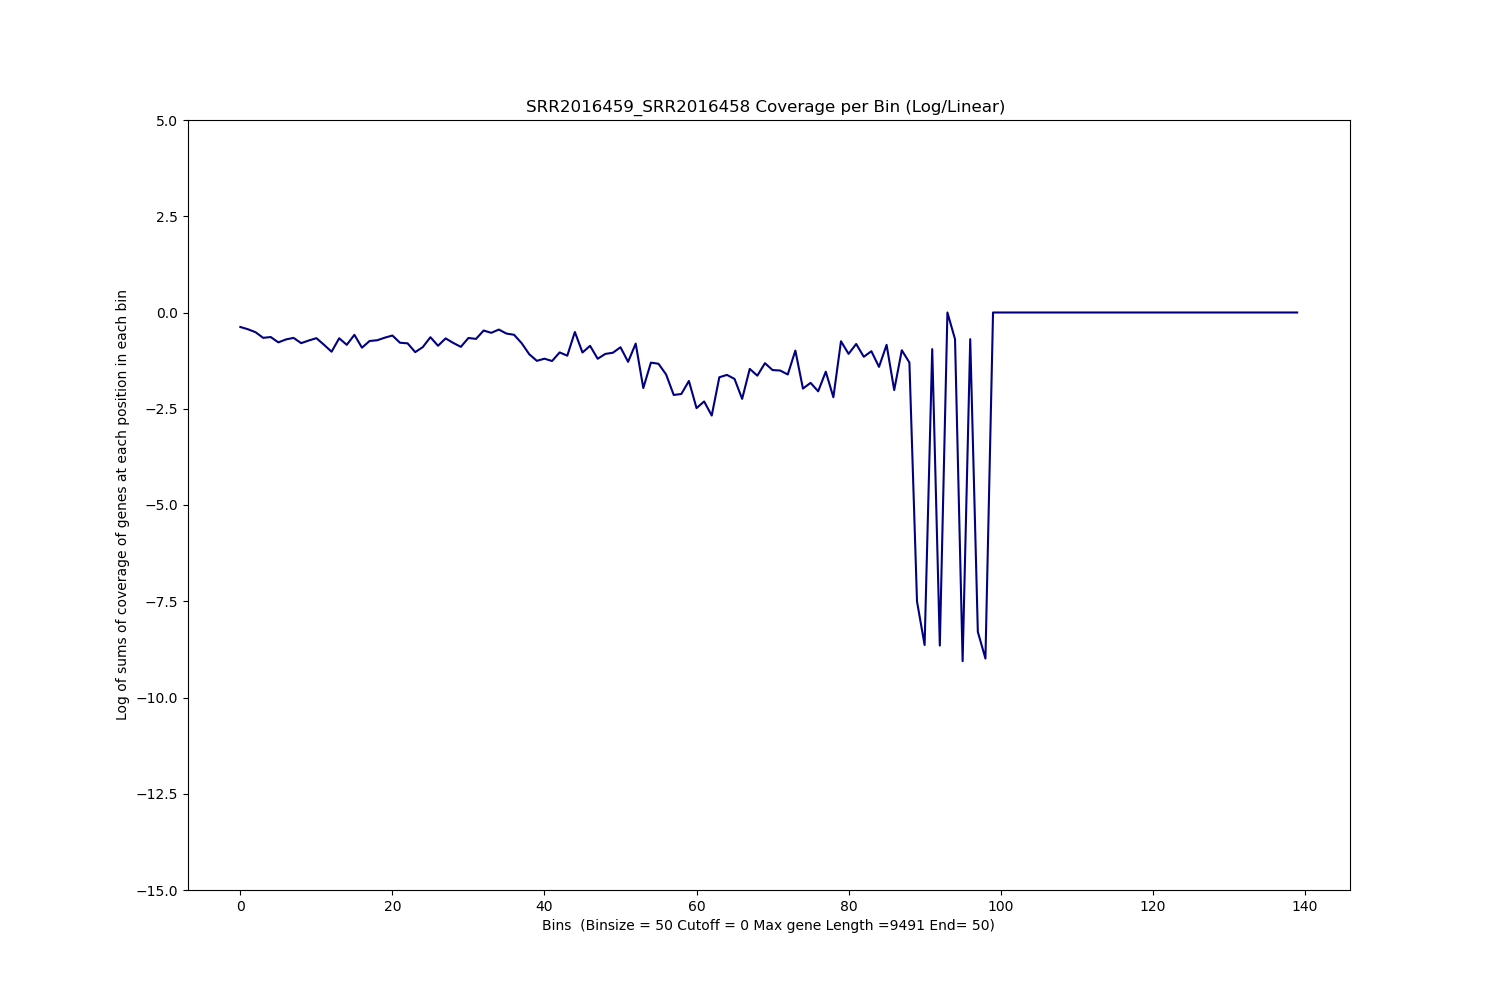 SRR2016459_SRR2016458 Coverage per Bin (Log/Linear)
5.0
2.5
0.0
−2.5
−5.0
−7.5
−10.0
−12.5
−15.0
Log of sums of coverage of genes at each position in each bin
0 20 40 60 80 100 120 140
Bins  (Binsize = 50 Cutoff = 0 Max gene Length =9491 End= 50)